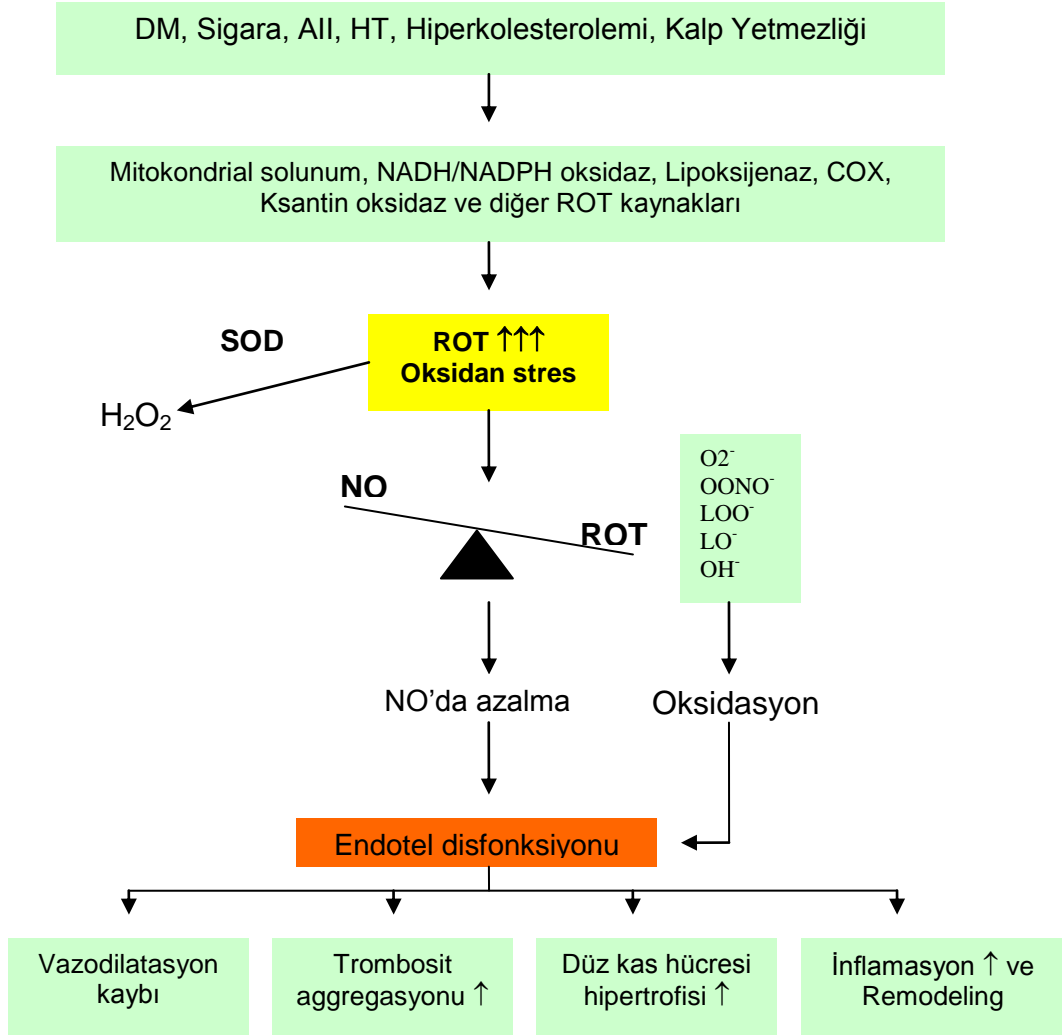 DM, Sigara, AII, HT, Hiperkolesterolemi, Kalp Yetmezliği
Mitokondrial solunum, NADH/NADPH oksidaz, Lipoksijenaz, COX,
Ksantin oksidaz ve diğer ROT kaynakları
SOD
ROT ↑↑↑
Oksidan stres
H₂O₂
NO
ROT
O2⁻
OONO⁻
LOO⁻
LO⁻
OH⁻
NO’da azalma
Oksidasyon
Endotel disfonksiyonu
Vazodilatasyon
kaybı
Trombosit
aggregasyonu ↑
Düz kas hücresi
hipertrofisi ↑
İnflamasyon ↑ ve
Remodeling